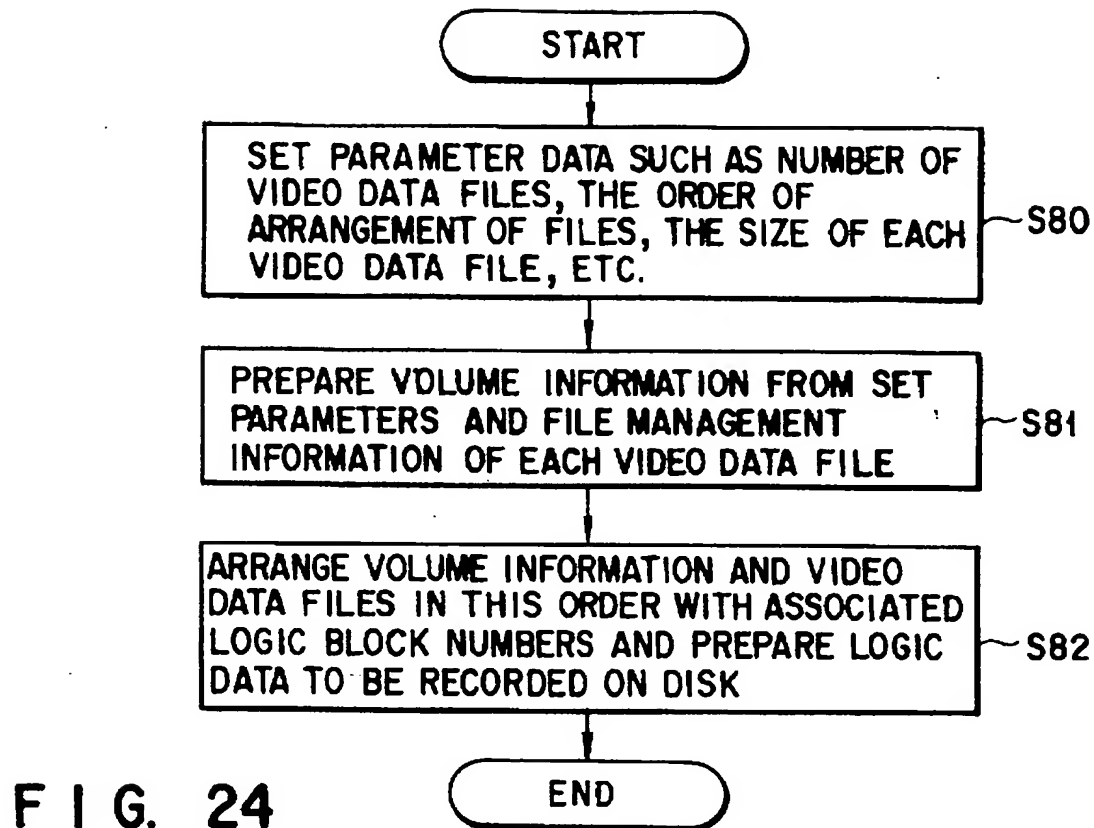 START
SET PARAMETER DATA SUCH AS NUMBER OF
VIDEO DATA FILES, THE ORDER OF
ARRANGEMENT OF FILES, THE SIZE OF EACH
VIDEO DATA FILE, ETC.
S80
PREPARE VOLUME INFORMATION FROM SET
PARAMETERS AND FILE MANAGEMENT
INFORMATION OF EACH VIDEO DATA FILE
S81
ARRANGE VOLUME INFORMATION AND VIDEO
DATA FILES IN THIS ORDER WITH ASSOCIATED
LOGIC BLOCK NUMBERS AND PREPARE LOGIC
DATA TO BE RECORDED ON DISK
S82
END
FIG. 24